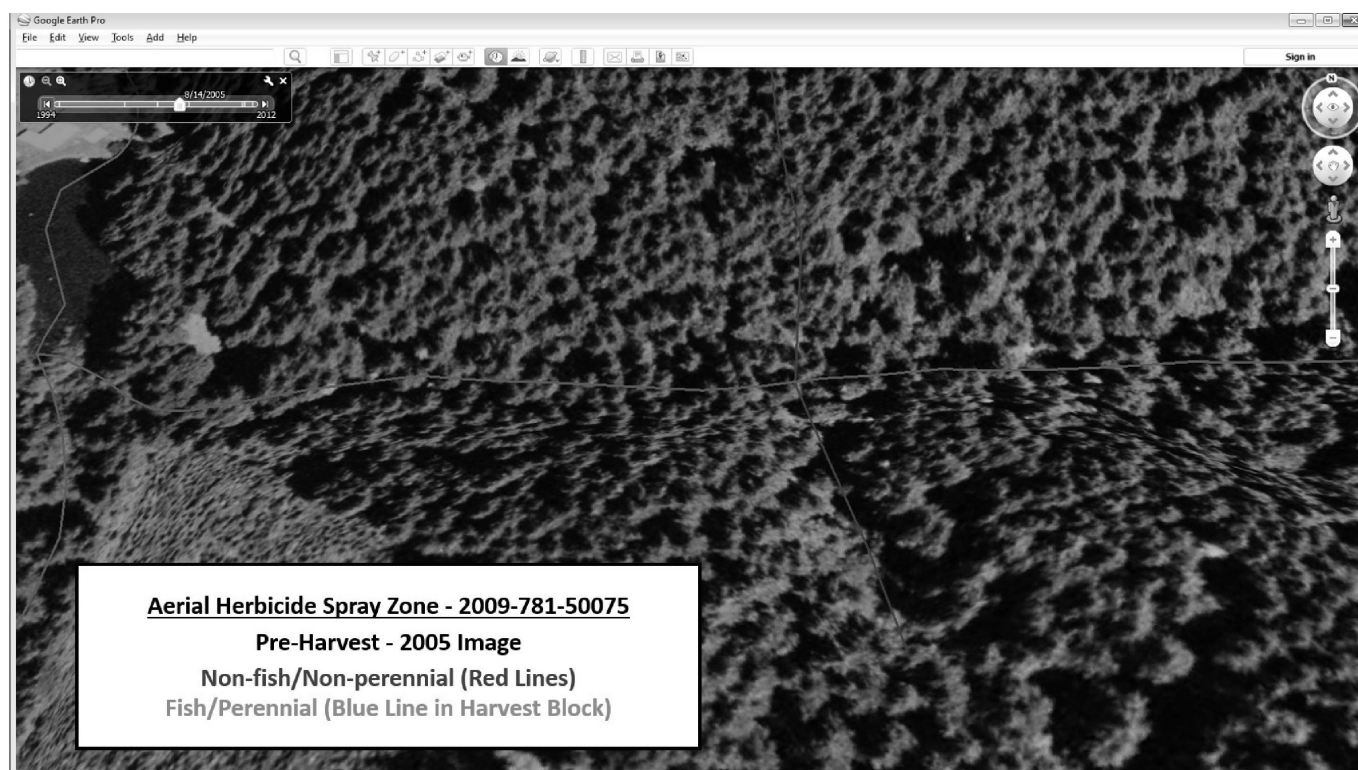 Google Earth Pro
File Edit View Tools Add Help
Sign in
8/14/2005
1994 2012
N
Aerial Herbicide Spray Zone - 2009-781-50075
Pre-Harvest - 2005 Image
Non-fish/Non-perennial (Red Lines)
Fish/Perennial (Blue Line in Harvest Block)